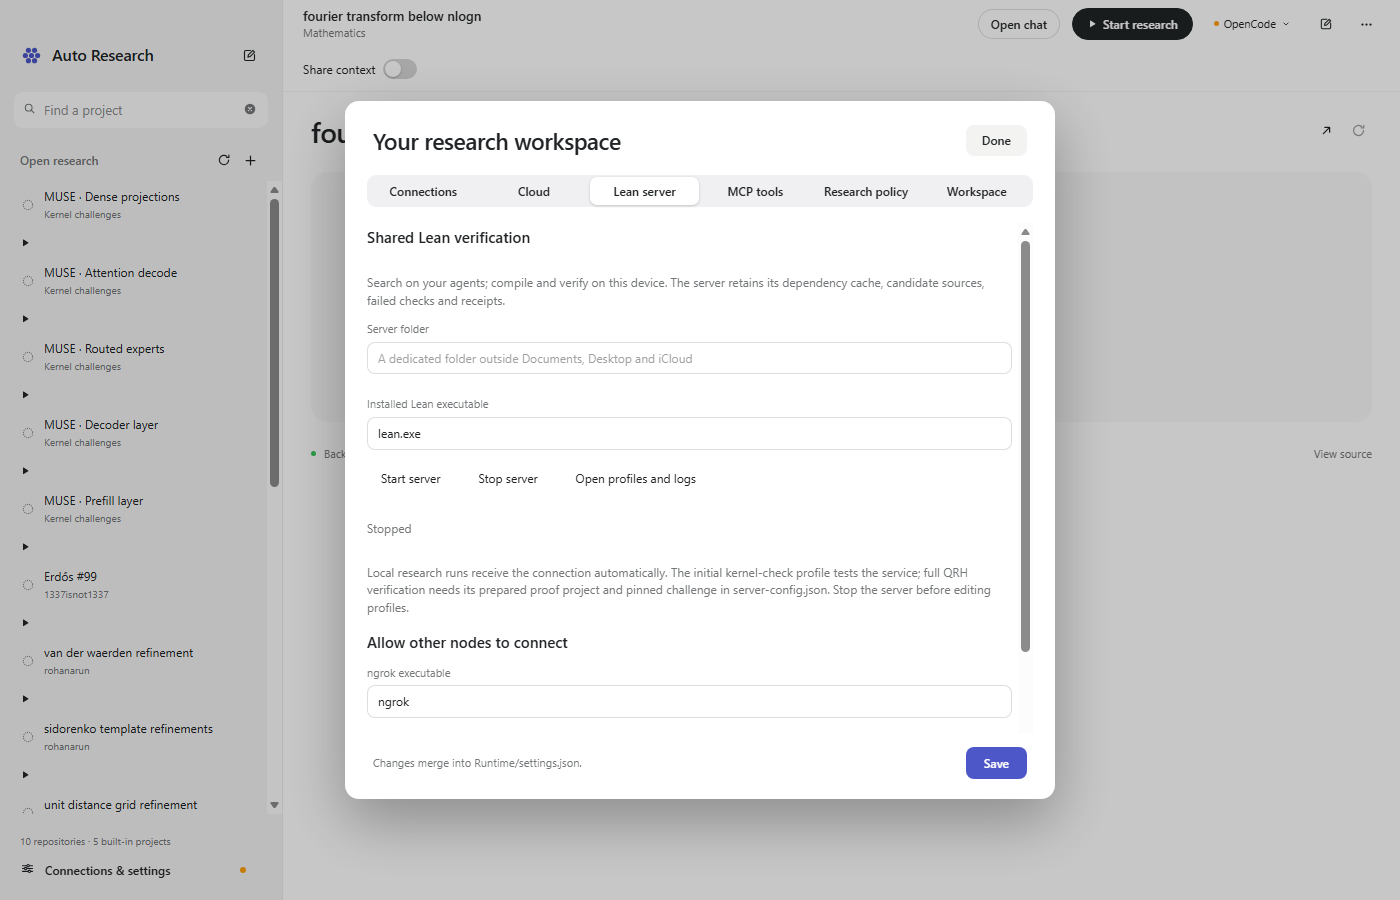 Auto Research
Find a project
Open research
MUSE · Dense projections
Kernel challenges
MUSE · Attention decode
Kernel challenges
MUSE · Routed experts
Kernel challenges
MUSE · Decoder layer
Kernel challenges
MUSE · Prefill layer
Kernel challenges
Erdős #99
1337isnot1337
van der waerden refinement
rohanarun
sidorenko template refinements
rohanarun
unit distance grid refinement
10 repositories · 5 built-in projects
Connections & settings
fourier transform below nlogn
Mathematics
Open chat
Start research
OpenCode
Share context
fou
Back
View source
Your research workspace
Done
Connections
Cloud
Lean server
MCP tools
Research policy
Workspace
Shared Lean verification
Search on your agents; compile and verify on this device. The server retains its dependency cache, candidate sources,
failed checks and receipts.
Server folder
A dedicated folder outside Documents, Desktop and iCloud
Installed Lean executable
lean.exe
Start server
Stop server
Open profiles and logs
Stopped
Local research runs receive the connection automatically. The initial kernel-check profile tests the service; full QRH
verification needs its prepared proof project and pinned challenge in server-config.json. Stop the server before editing
profiles.
Allow other nodes to connect
ngrok executable
ngrok
Changes merge into Runtime/settings.json.
Save